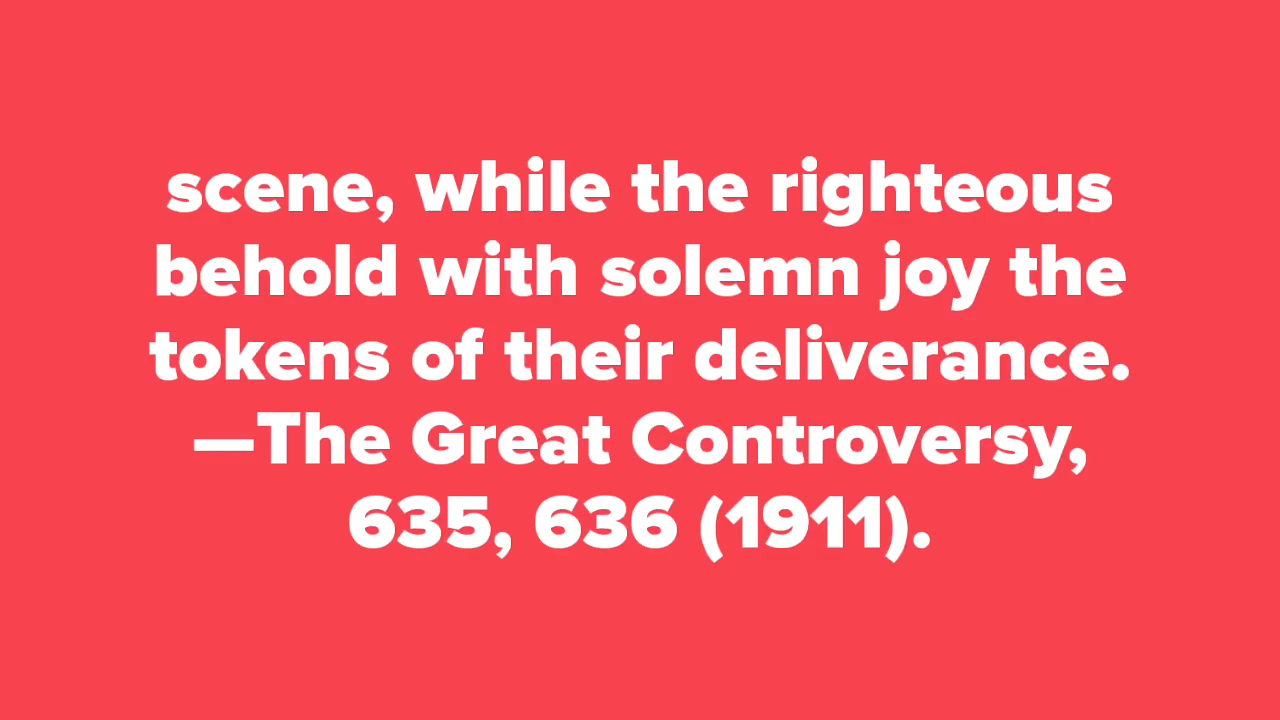 scene, while the righteous
behold with solemn joy the
tokens of their deliverance.
—The Great Controversy,
635, 636 (1911).